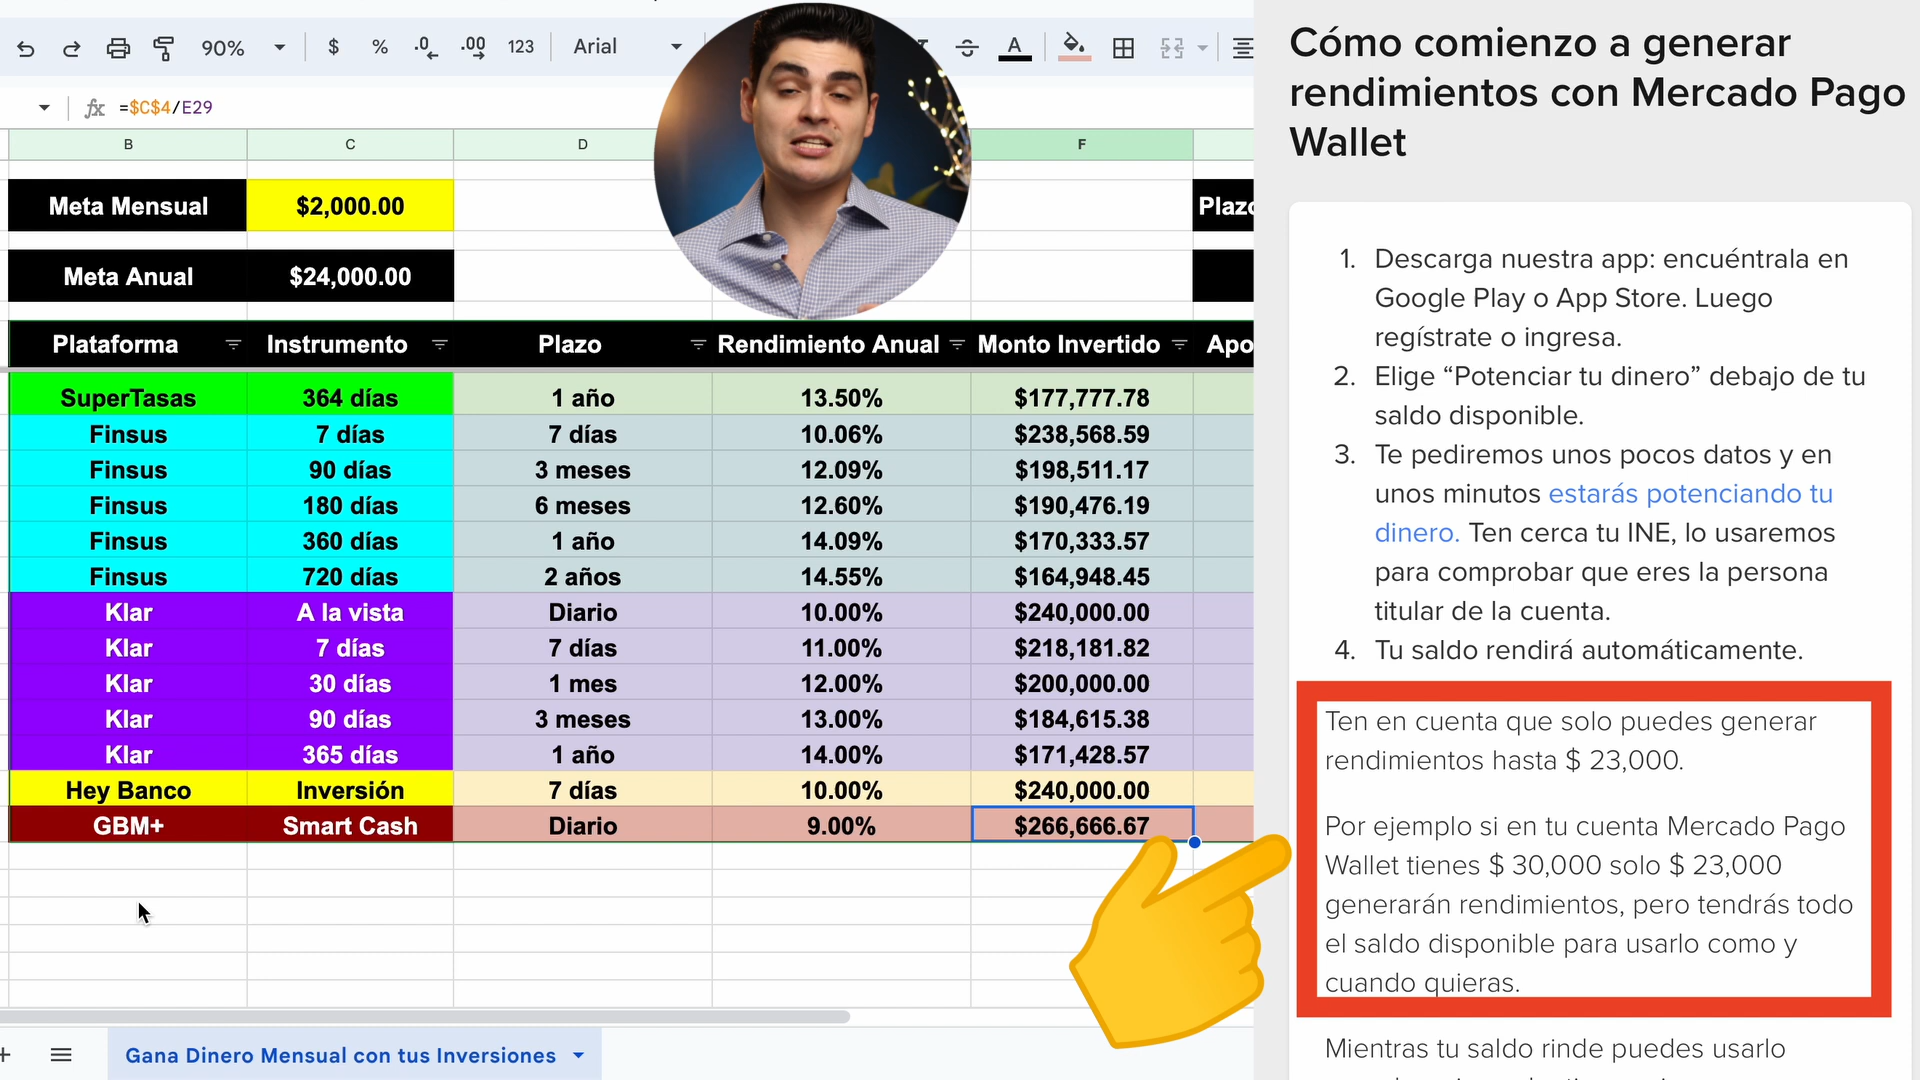 90%
$
%
.0
.00
123
Arial
A
fx
=$C$4/E29
B
C
D
F
Meta Mensual
$2,000.00
Meta Anual
$24,000.00
Plataforma Instrumento Plazo Rendimiento Anual Monto Invertido
SuperTasas 364 días 1 año 13.50% $177,777.78
Finsus 7 días 7 días 10.06% $238,568.59
Finsus 90 días 3 meses 12.09% $198,511.17
Finsus 180 días 6 meses 12.60% $190,476.19
Finsus 360 días 1 año 14.09% $170,333.57
Finsus 720 días 2 años 14.55% $164,948.45
Klar A la vista Diario 10.00% $240,000.00
Klar 7 días 7 días 11.00% $218,181.82
Klar 30 días 1 mes 12.00% $200,000.00
Klar 90 días 3 meses 13.00% $184,615.38
Klar 365 días 1 año 14.00% $171,428.57
Hey Banco Inversión 7 días 10.00% $240,000.00
GBM+ Smart Cash Diario 9.00% $266,666.67
Gana Dinero Mensual con tus Inversiones
Cómo comienzo a generar
rendimientos con Mercado Pago
Wallet
1. Descarga nuestra app: encuéntrala en
Google Play o App Store. Luego
regístrate o ingresa.
2. Elige “Potenciar tu dinero” debajo de tu
saldo disponible.
3. Te pediremos unos pocos datos y en
unos minutos estarás potenciando tu
dinero. Ten cerca tu INE, lo usaremos
para comprobar que eres la persona
titular de la cuenta.
4. Tu saldo rendirá automáticamente.
Ten en cuenta que solo puedes generar
rendimientos hasta $ 23,000.
Por ejemplo si en tu cuenta Mercado Pago
Wallet tienes $ 30,000 solo $ 23,000
generarán rendimientos, pero tendrás todo
el saldo disponible para usarlo como y
cuando quieras.
Mientras tu saldo rinde puedes usarlo